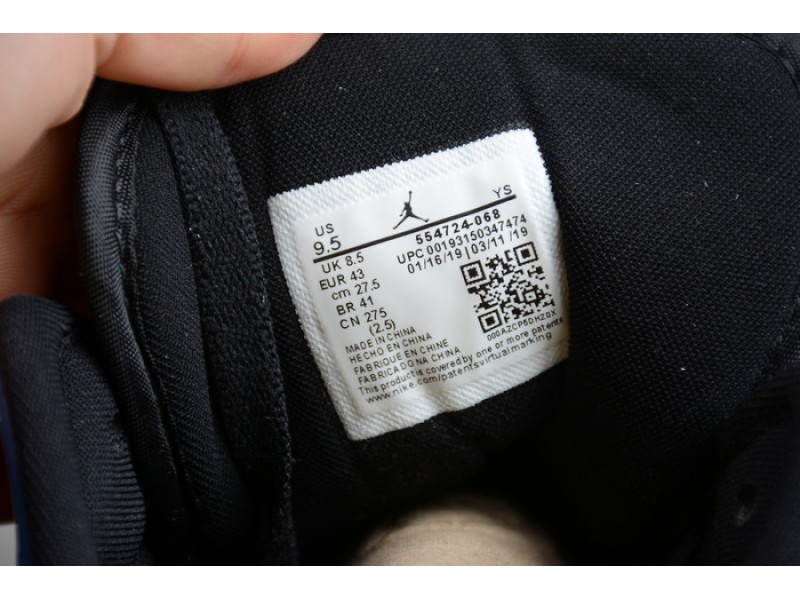 US
9.5
YS
554724-068
UPC 00193150347474
01/16/19 | 03/11/19
UK 8.5
EUR 43
cm 27.5
BR 41
CN 275
(2.5)
000AZCP5DHZGX
MADE IN CHINA
HECHO EN CHINA
FABRIQUE EN CHINE
FABRICADO NA CHINA
This product is covered by one or more patents
www.nike.com/patentsvirtualmarking